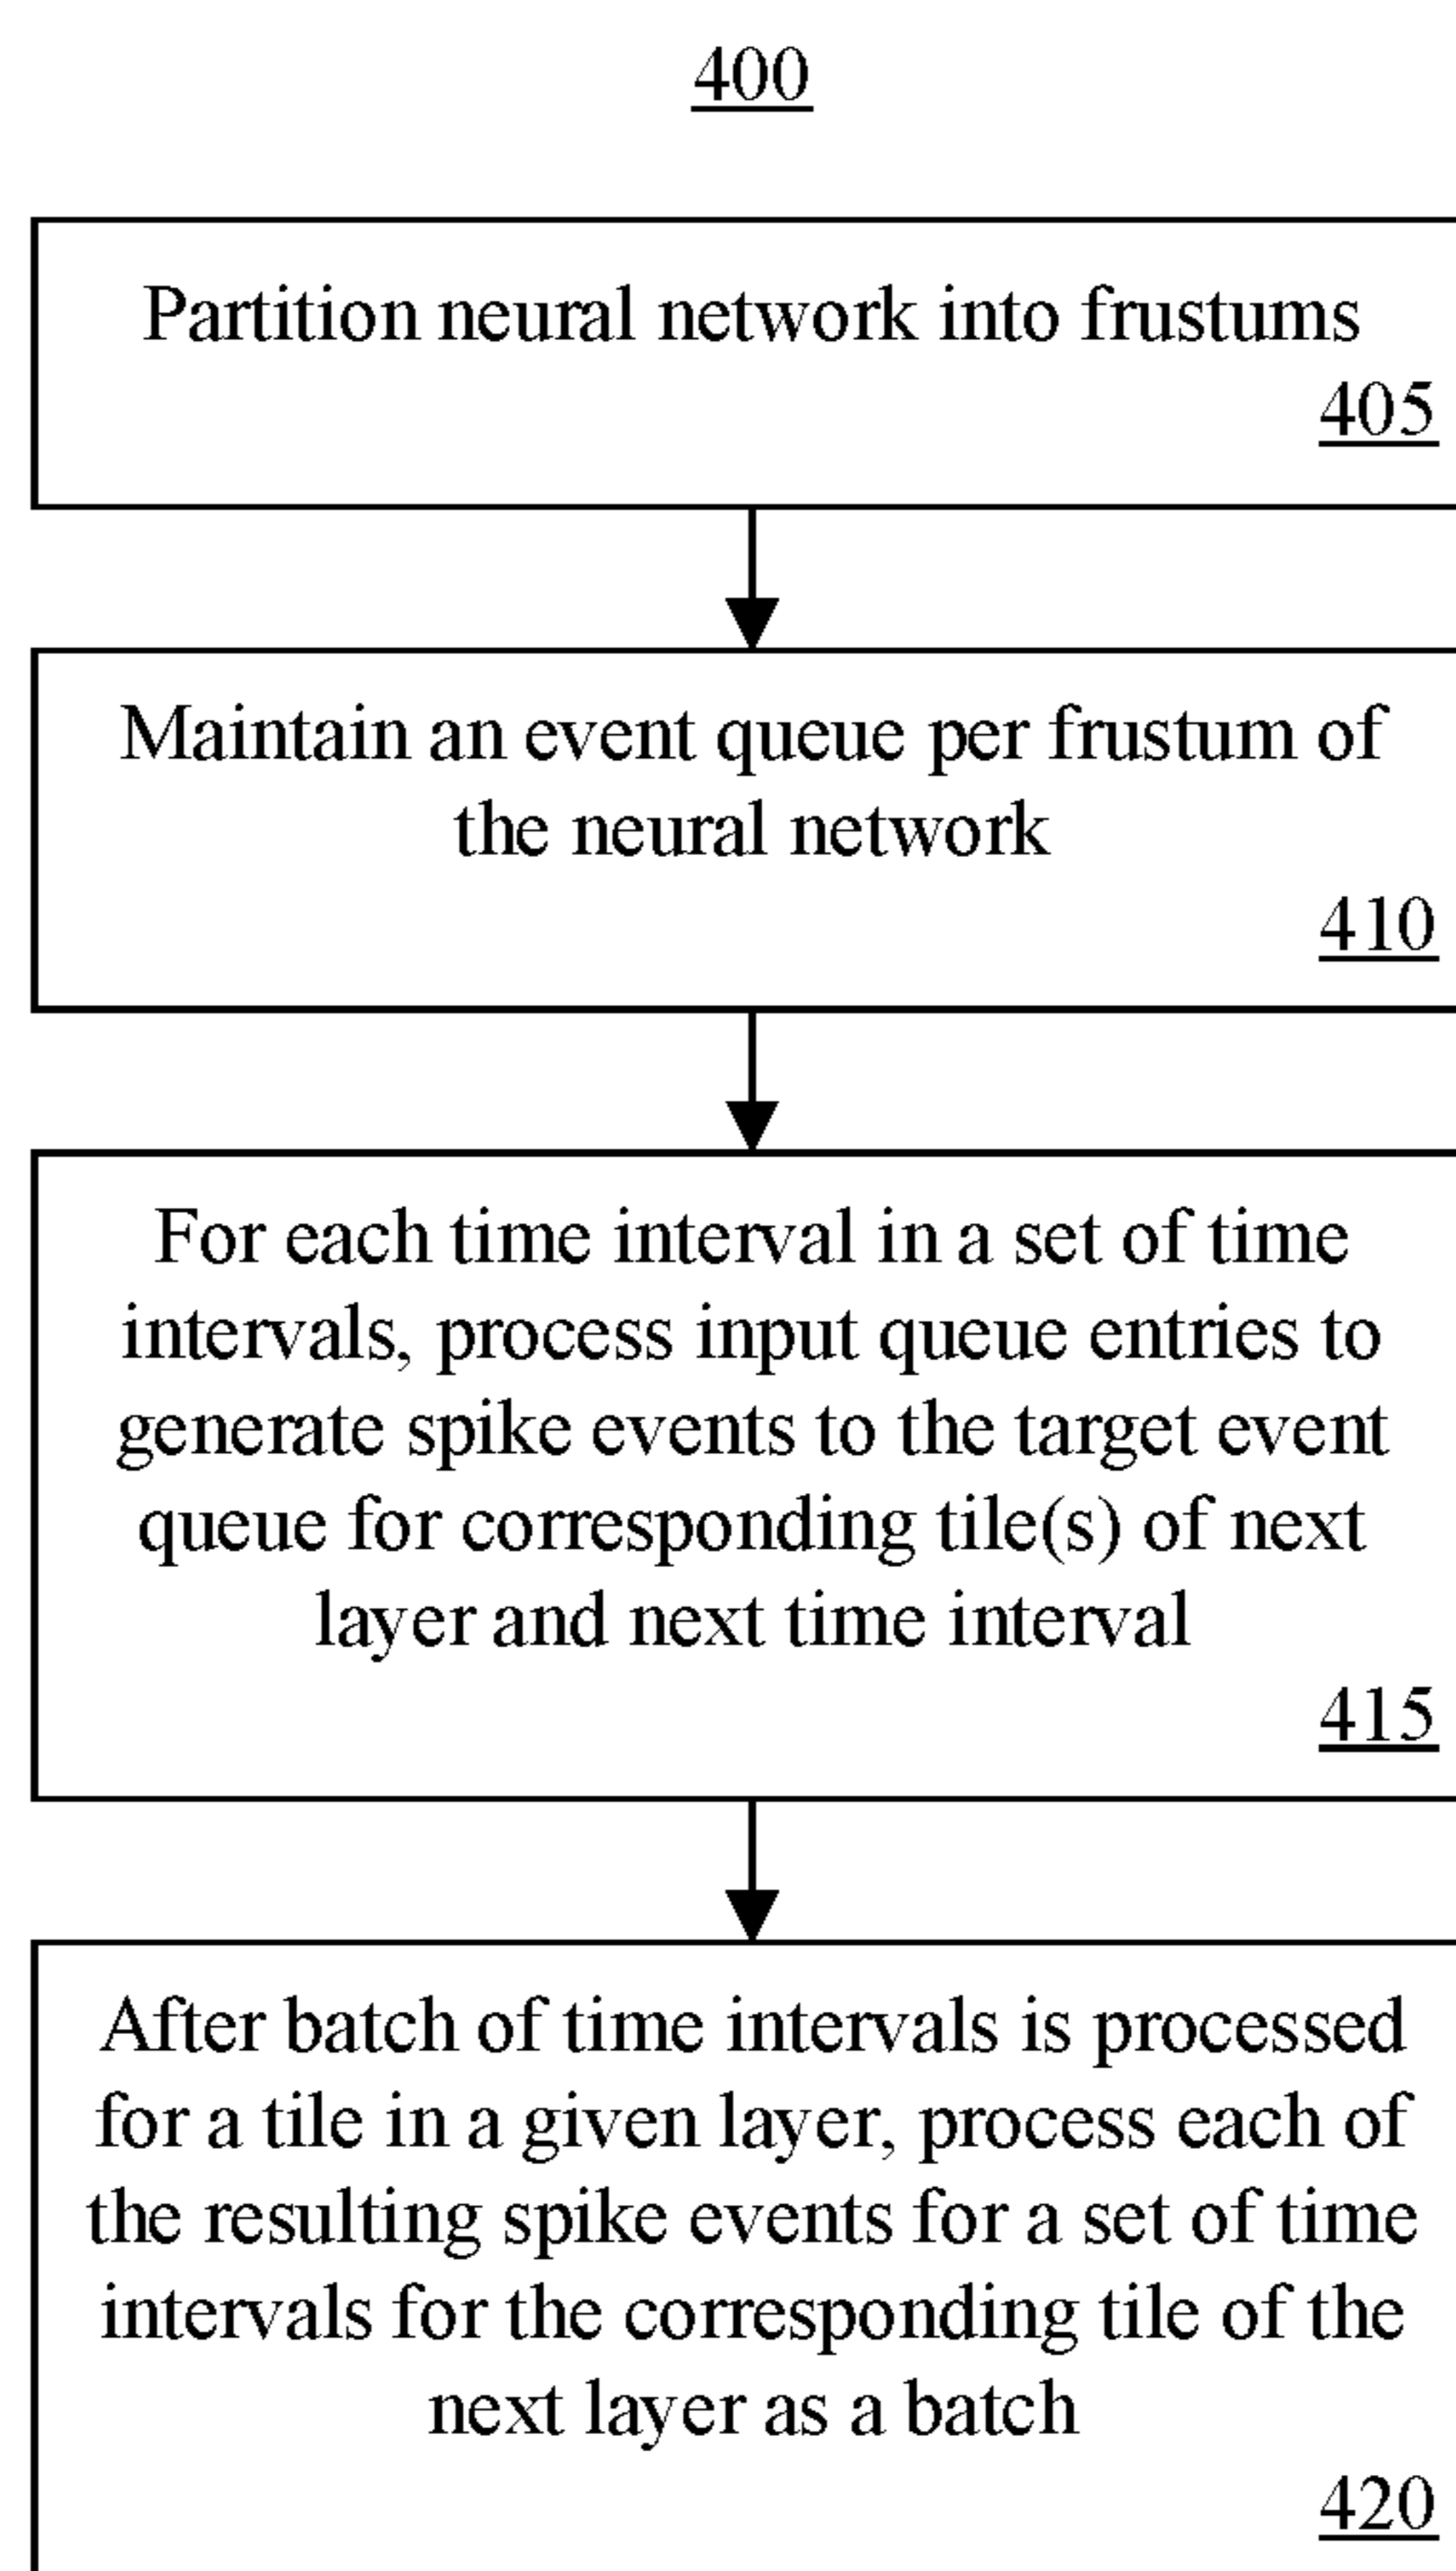 400
Partition neural network into frustums
405
Maintain an event queue per frustum of
the neural network
410
For each time interval in a set of time
intervals, process input queue entries to
generate spike events to the target event
queue for corresponding tile(s) of next
layer and next time interval
415
After batch of time intervals is processed
for a tile in a given layer, process each of
the resulting spike events for a set of time
intervals for the corresponding tile of the
next layer as a batch
420